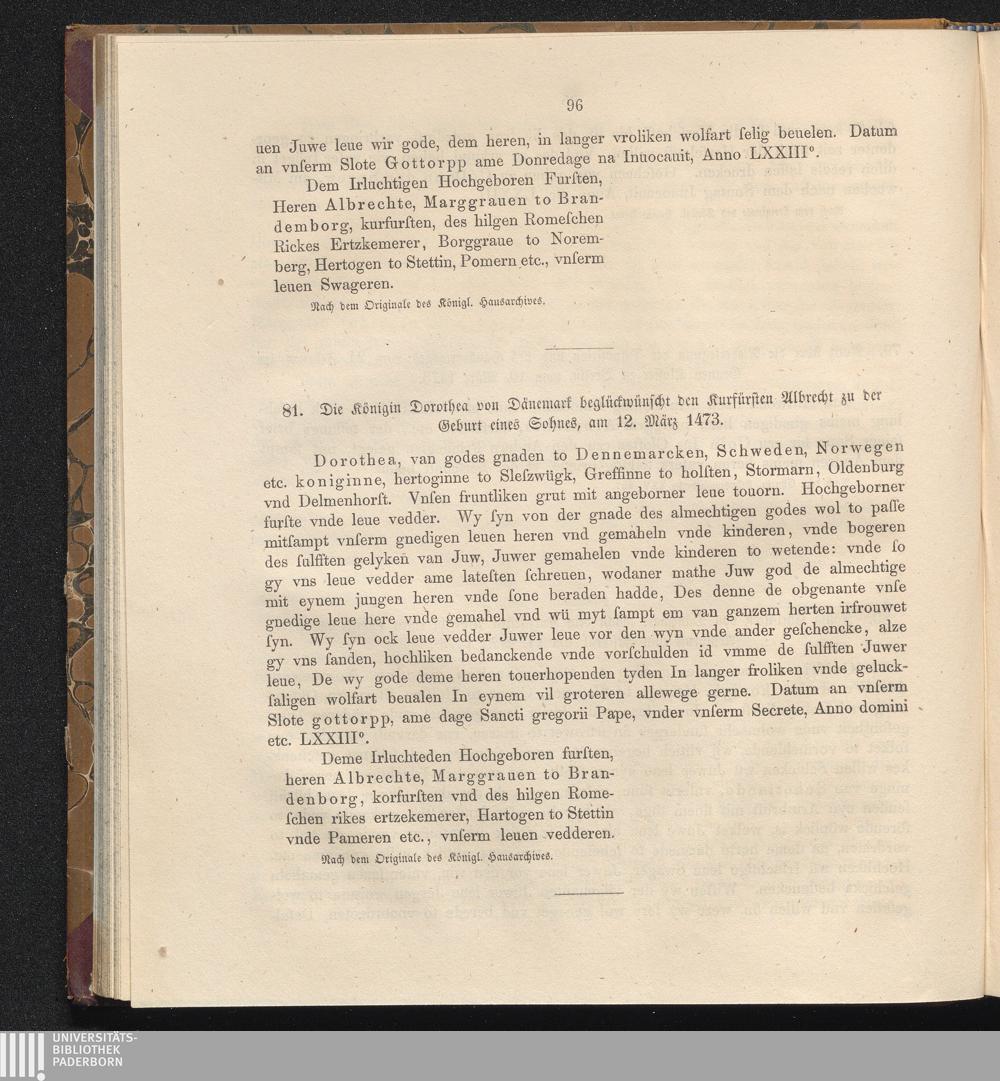 96
uen Juwe leue wir gode, dem heren, in langer vroliken wolfart ſelig beuelen. Datum
an vnſerm Slote Gottorpp ame Donredage na Inuocauit, Anno LXXIII⁰.
Dem Irluchtigen Hochgeboren Furſten,
Heren Albrechte, Marggrauen to Bran-
demborg, kurfurſten, des hilgen Romeſchen
Rickes Ertzkemerer, Borggraue to Norem-
berg, Hertogen to Stettin, Pomern etc., vnſerm
leuen Swageren.
Nach dem Originale des Königl. Hausarchives.
81. Die Königin Dorothea von Dänemark beglückwünſcht den Kurfürſten Albrecht zu der
Geburt eines Sohnes, am 12. März 1473.
Dorothea, van godes gnaden to Dennemarcken, Schweden, Norwegen
etc. koniginne, hertoginne to Sleſzwügk, Greffinne to holſten, Stormarn, Oldenburg
vnd Delmenhorſt. Vnſen fruntliken grut mit angeborner leue touorn. Hochgeborner
furſte vnde leue vedder. Wy ſyn von der gnade des almechtigen godes wol to paſſe
mitſampt vnſerm gnedigen leuen heren vnd gemaheln vnde kinderen, vnde bogeren
des ſulfften gelyken van Juw, Juwer gemahelen vnde kinderen to wetende: vnde ſo
gy vns leue vedder ame lateſten ſchreuen, wodaner mathe Juw god de almechtige
mit eynem jungen heren vnde ſone beraden hadde, Des denne de obgenante vnſe
gnedige leue here vnde gemahel vnd wü myt ſampt em van ganzem herten irfrouwet
ſyn. Wy ſyn ock leue vedder Juwer leue vor den wyn vnde ander geſchencke, alze
gy vns ſanden, hochliken bedanckende vnde vorſchulden id vmme de ſulfften Juwer
leue, De wy gode deme heren touerhopenden tyden In langer froliken vnde geluck-
ſaligen wolfart beualen In eynem vil groteren allewege gerne. Datum an vnſerm
Slote gottorpp, ame dage Sancti gregorii Pape, vnder vnſerm Secrete, Anno domini
etc. LXXIII⁰.
Deme Irluchteden Hochgeboren furſten,
heren Albrechte, Marggrauen to Bran-
denborg, korfurſten vnd des hilgen Rome-
ſchen rikes ertzekemerer, Hartogen to Stettin
vnde Pameren etc., vnſerm leuen vedderen.
Nach dem Originale des Königl. Hausarchives.
UNIVERSITÄTS-
BIBLIOTHEK
PADERBORN